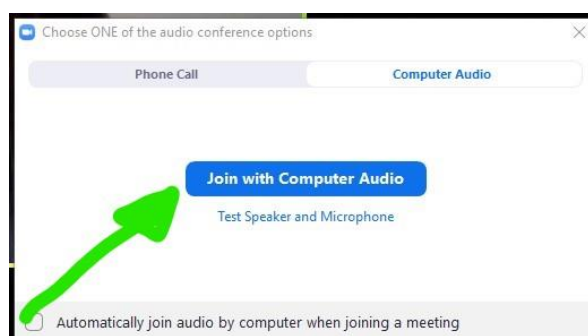 Choose ONE of the audio conference options
Phone Call
Computer Audio
Join with Computer Audio
Test Speaker and Microphone
Automatically join audio by computer when joining a meeting